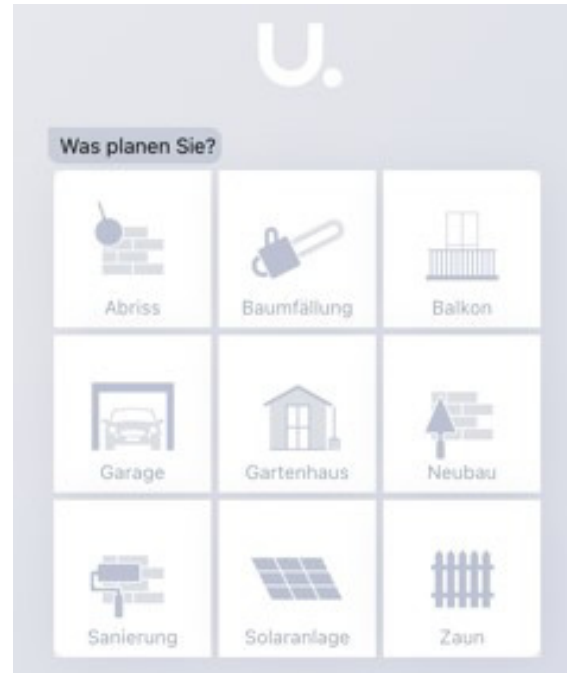 U.
Was planen Sie?
Abriss
Baumfällung
Balkon
Garage
Gartenhaus
Neubau
Sanierung
Solaranlage
Zaun